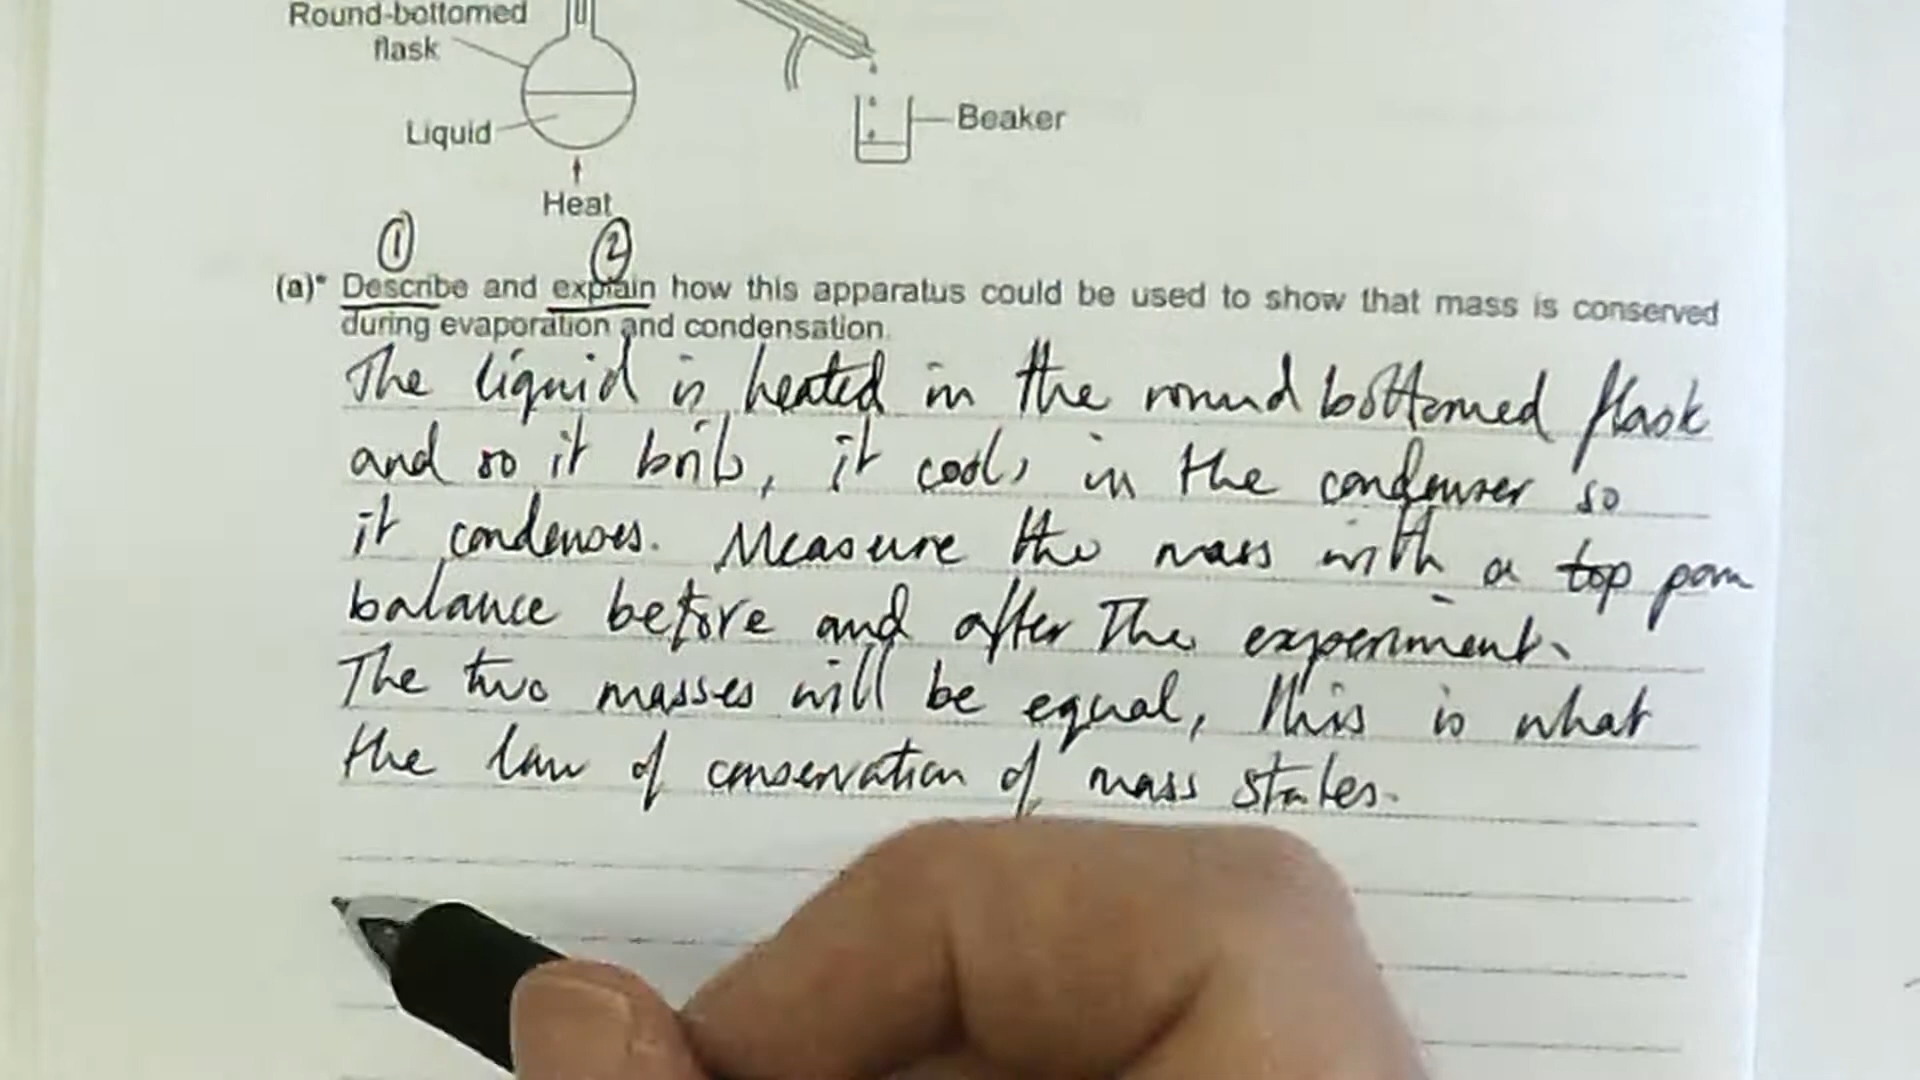 Round-bottomed
flask
Liquid
Beaker
Heat
1 2
(a)* Describe and explain how this apparatus could be used to show that mass is conserved
during evaporation and condensation.
The liquid is heated in the round bottomed flask
and so it boils, it cools in the condenser so
it condenses. Measure the mass with a top pan
balance before and after the experiment.
The two masses will be equal, this is what
the law of conservation of mass states.